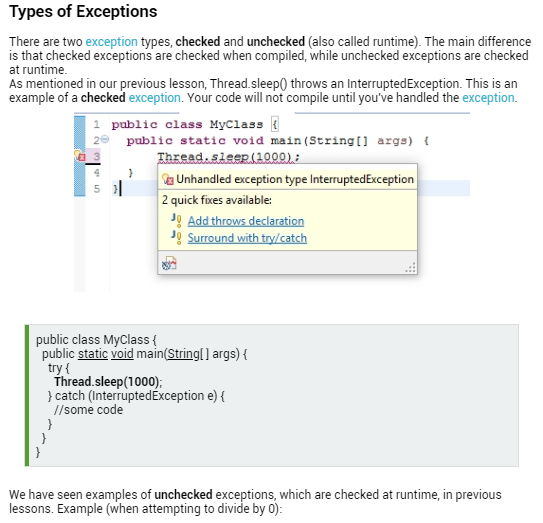 Types of Exceptions
There are two exception types, checked and unchecked (also called runtime). The main difference
is that checked exceptions are checked when compiled, while unchecked exceptions are checked
at runtime.
As mentioned in our previous lesson, Thread.sleep() throws an InterruptedException. This is an
example of a checked exception. Your code will not compile until you've handled the exception.
1 public class MyClass {
2 public static void main(String[] args) {
3 Thread.sleep(1000);
4 }
5 }
Unhandled exception type InterruptedException
2 quick fixes available:
Add throws declaration
Surround with try/catch
public class MyClass {
public static void main(String[ ] args) {
try {
Thread.sleep(1000);
} catch (InterruptedException e) {
//some code
}
}
}
We have seen examples of unchecked exceptions, which are checked at runtime, in previous
lessons. Example (when attempting to divide by 0):